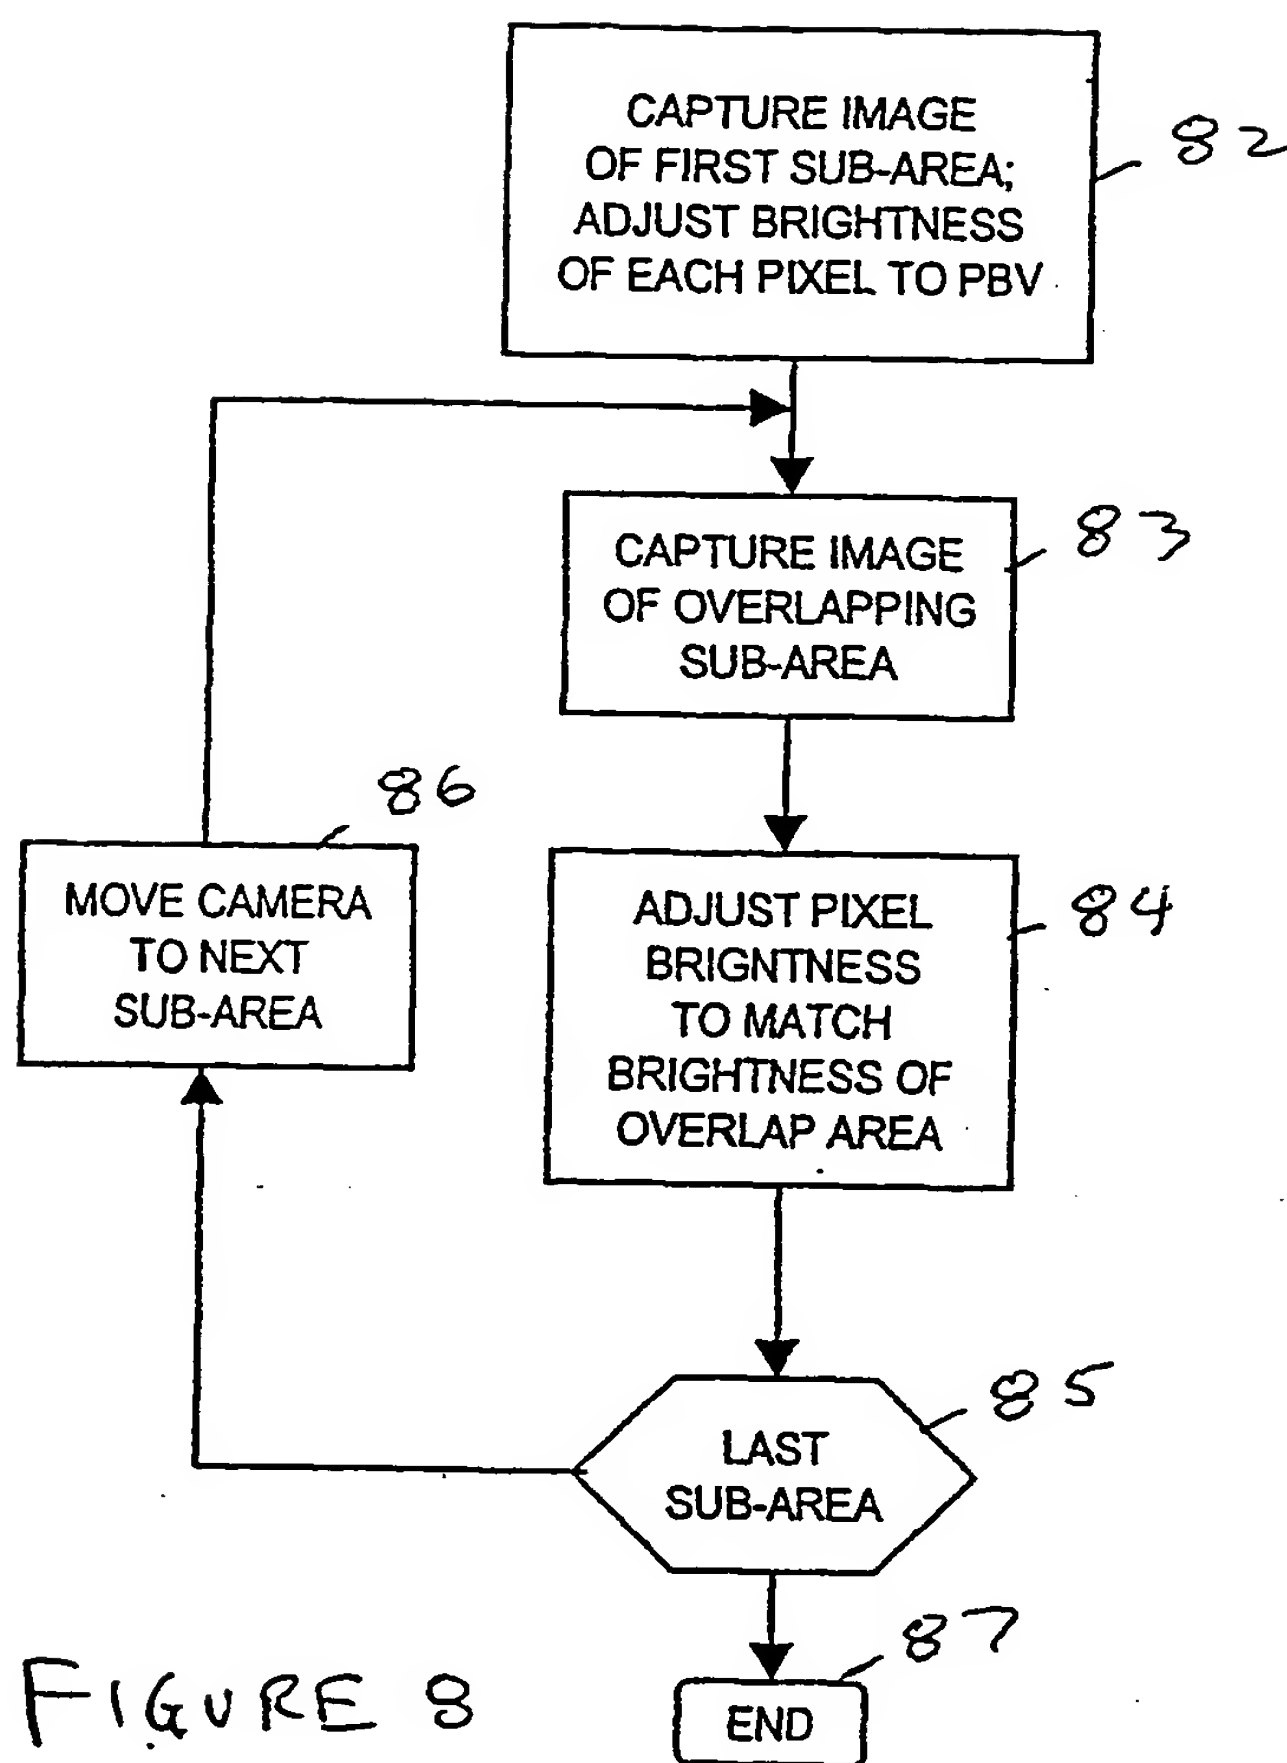 CAPTURE IMAGE
OF FIRST SUB-AREA;
ADJUST BRIGHTNESS
OF EACH PIXEL TO PBV
82
CAPTURE IMAGE
OF OVERLAPPING
SUB-AREA
83
86
MOVE CAMERA
TO NEXT
SUB-AREA
ADJUST PIXEL
BRIGNTNESS
TO MATCH
BRIGHTNESS OF
OVERLAP AREA
84
LAST
SUB-AREA
85
87
END
FIGURE 8